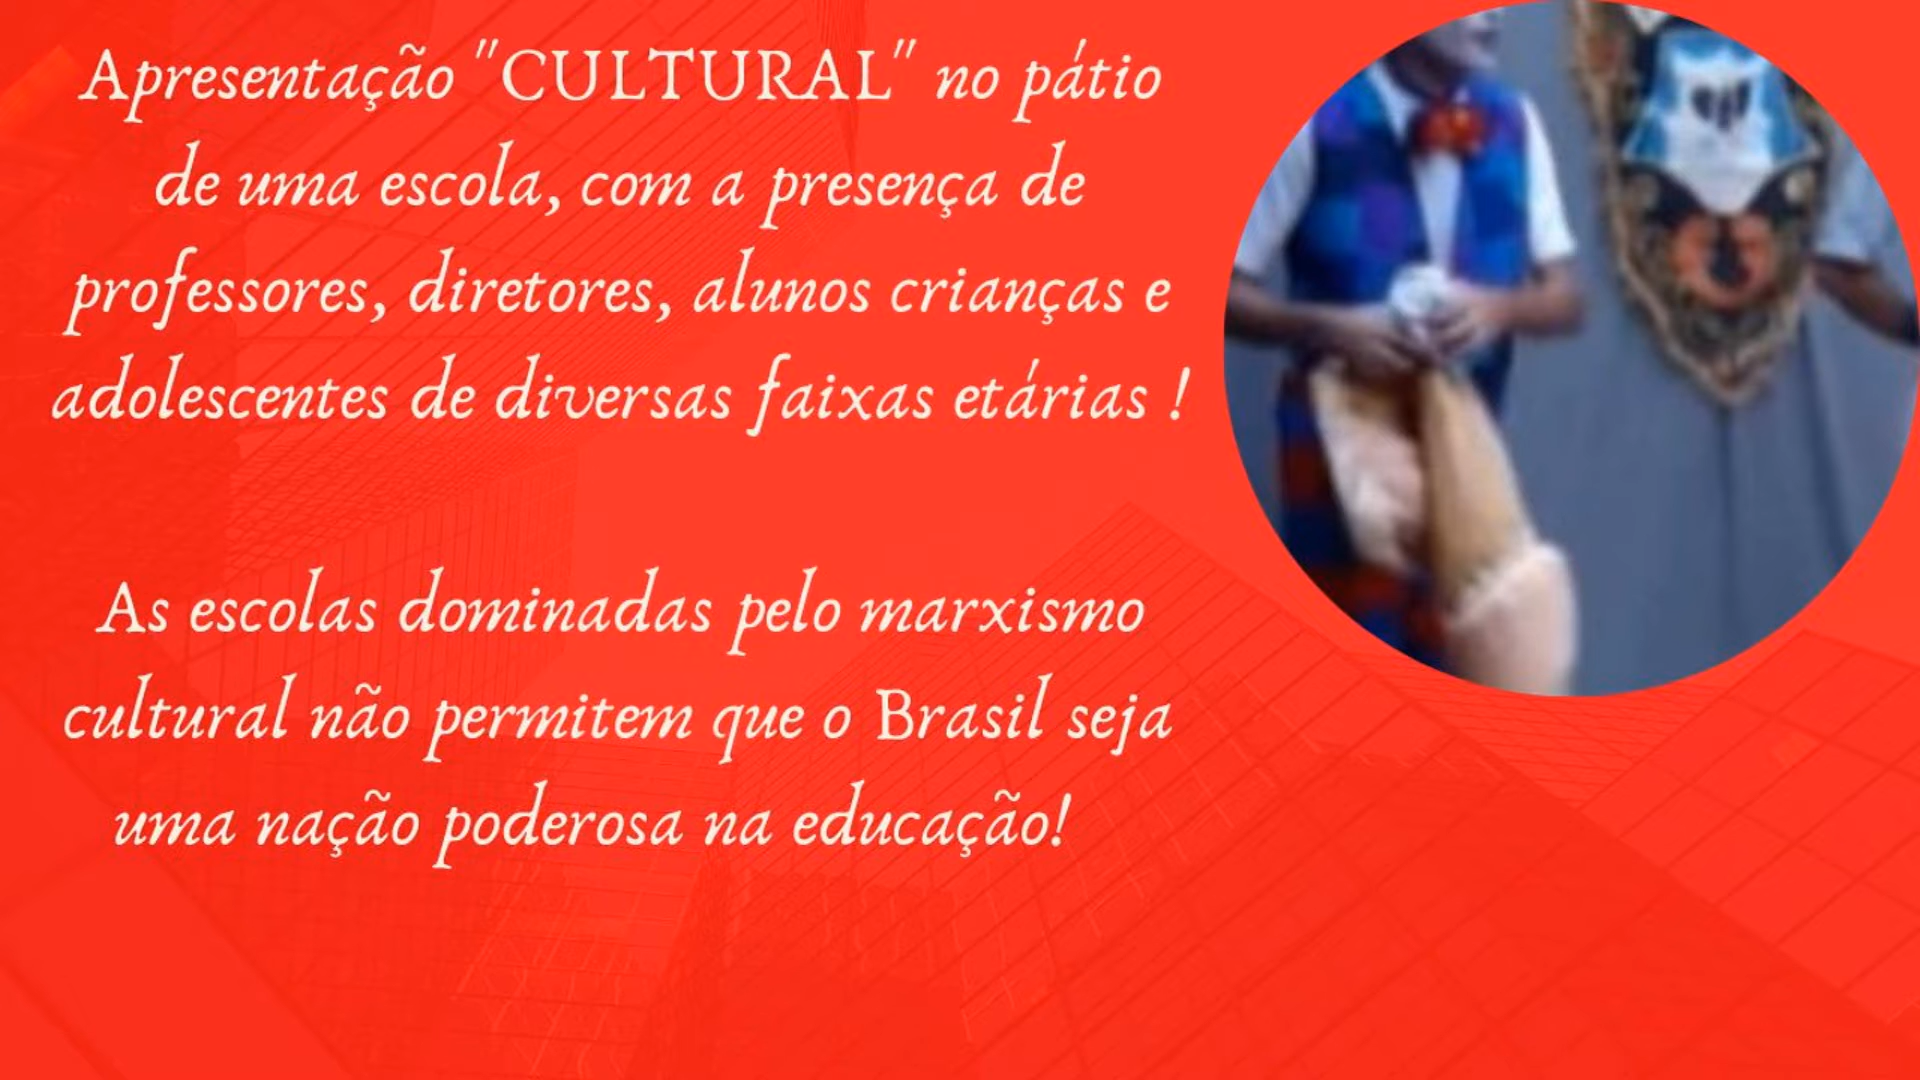 Apresentação "CULTURAL" no pátio
de uma escola, com a presença de
professores, diretores, alunos crianças e
adolescentes de diversas faixas etárias !
As escolas dominadas pelo marxismo
cultural não permitem que o Brasil seja
uma nação poderosa na educação!